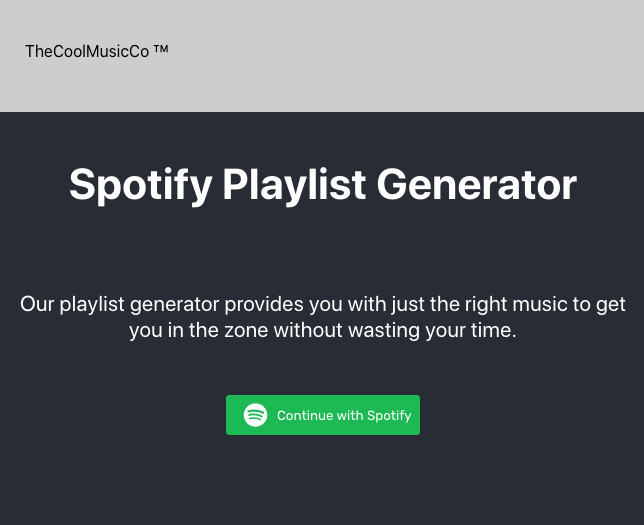 TheCoolMusicCo ™
Spotify Playlist Generator
Our playlist generator provides you with just the right music to get
you in the zone without wasting your time.
Continue with Spotify